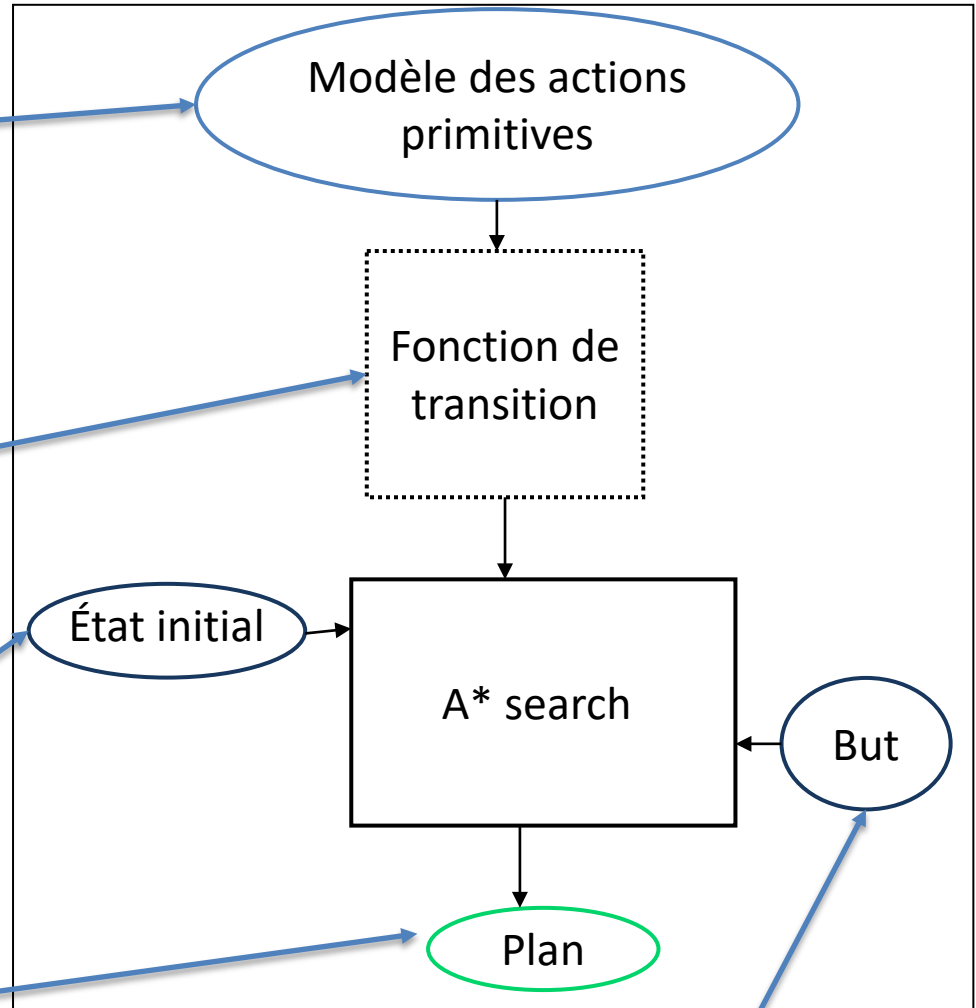 Modèle des actions
primitives
Fonction de
transition
État initial
A* search
But
Plan